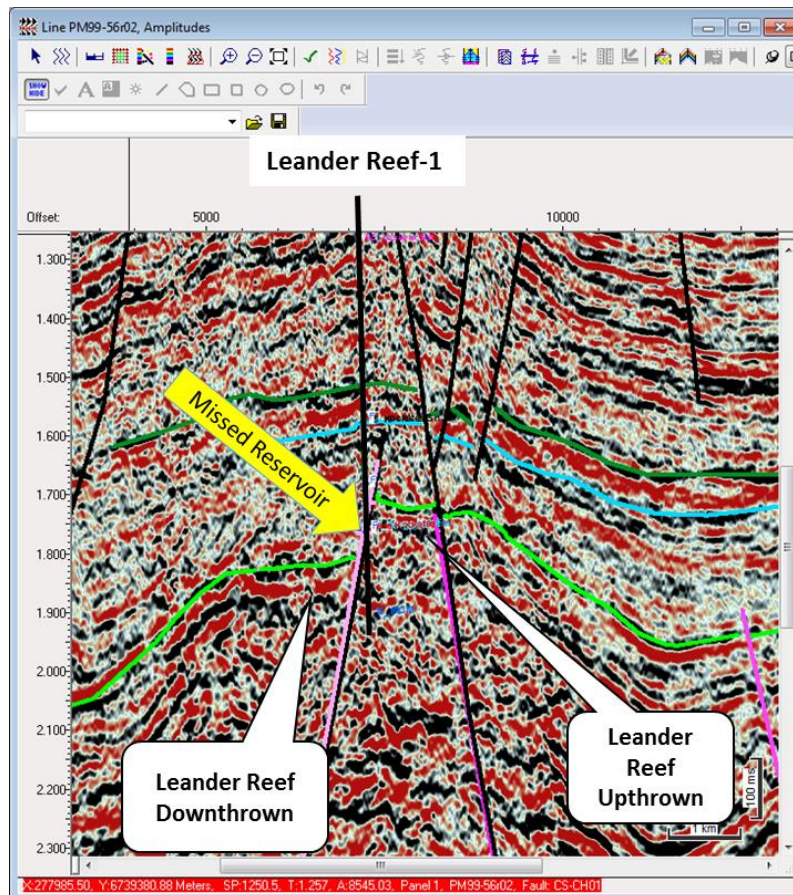 Line PM99-56r02, Amplitudes
SHOW
HIDE
Leander Reef-1
Offset: 5000 10000
1.300
1.400
1.500
1.600
1.700
1.800
1.900
2.000
2.100
2.200
2.300
Missed Reservoir
Leander Reef
Downthrown
Leander
Reef
Upthrown
100 ms
1 km
X:277985.50, Y:6739380.88 Meters, SP:1250.5, T:1.257, A:8545.03, Panel 1, PM99-56r02, Fault: CS-CH01